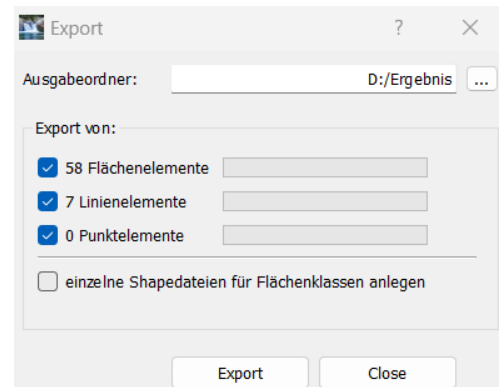 Export ?
Ausgabeordner: D:/Ergebnis ...
Export von:
58 Flächenelemente
7 Linienelemente
0 Punktelemente
einzelne Shapedateien für Flächenklassen anlegen
Export Close